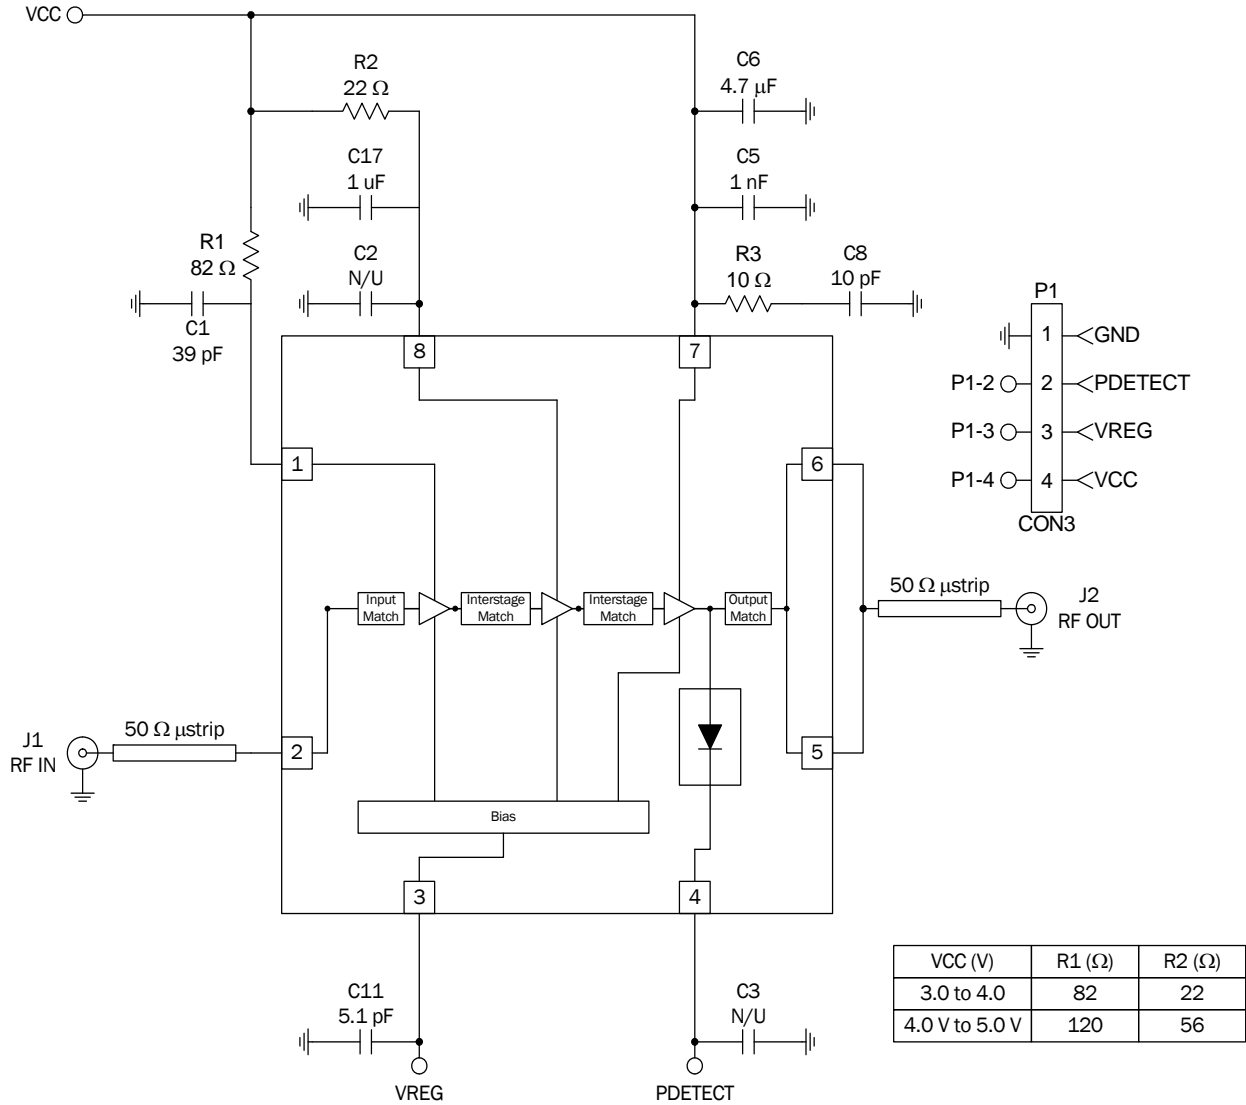 VCC
R2
22 Ω
C6
4.7 μF
C17
1 uF
C5
1 nF
R1
82 Ω
C2
N/U
R3
10 Ω
C8
10 pF
C1
39 pF
P1
8
7
1 GND
P1-2 2 PDETECT
P1-3 3 VREG
P1-4 4 VCC
CON3
1
6
Input
Match
Interstage
Match
Interstage
Match
Output
Match
50 Ω μstrip
J2
RF OUT
J1
RF IN
50 Ω μstrip
2
5
Bias
3
4
C11
5.1 pF
C3
N/U
VREG
PDETECT
VCC (V) R1 (Ω) R2 (Ω)
3.0 to 4.0 82 22
4.0 V to 5.0 V 120 56